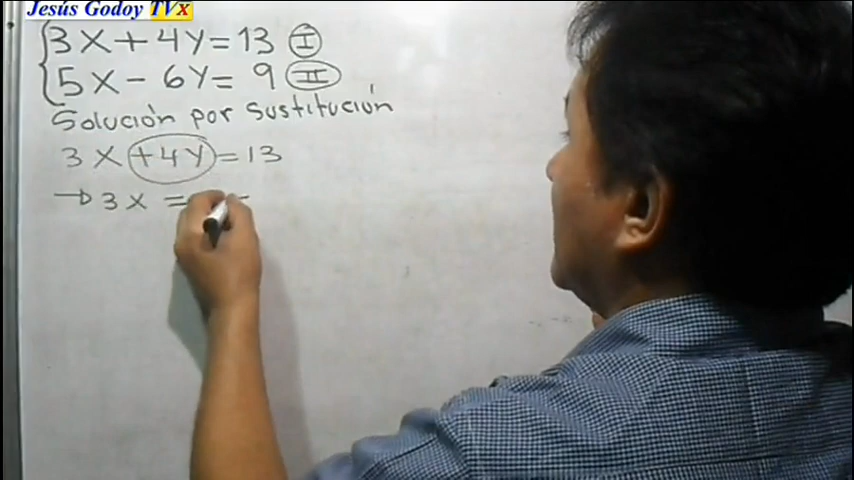 Jesús Godoy TVx
3X+4Y=13 I
5X-6Y= 9 II
Solución por sustitución
3X+4Y=13
→3X =